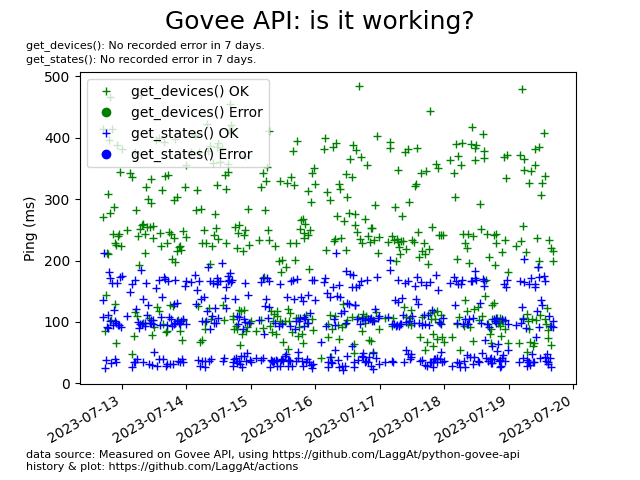 Govee API: is it working?
get_devices(): No recorded error in 7 days.
get_states(): No recorded error in 7 days.
500
400
300
200
100
0
Ping (ms)
get_devices() OK
get_devices() Error
get_states() OK
get_states() Error
2023-07-13
2023-07-14
2023-07-15
2023-07-16
2023-07-17
2023-07-18
2023-07-19
2023-07-20
data source: Measured on Govee API, using https://github.com/LaggAt/python-govee-api
history & plot: https://github.com/LaggAt/actions